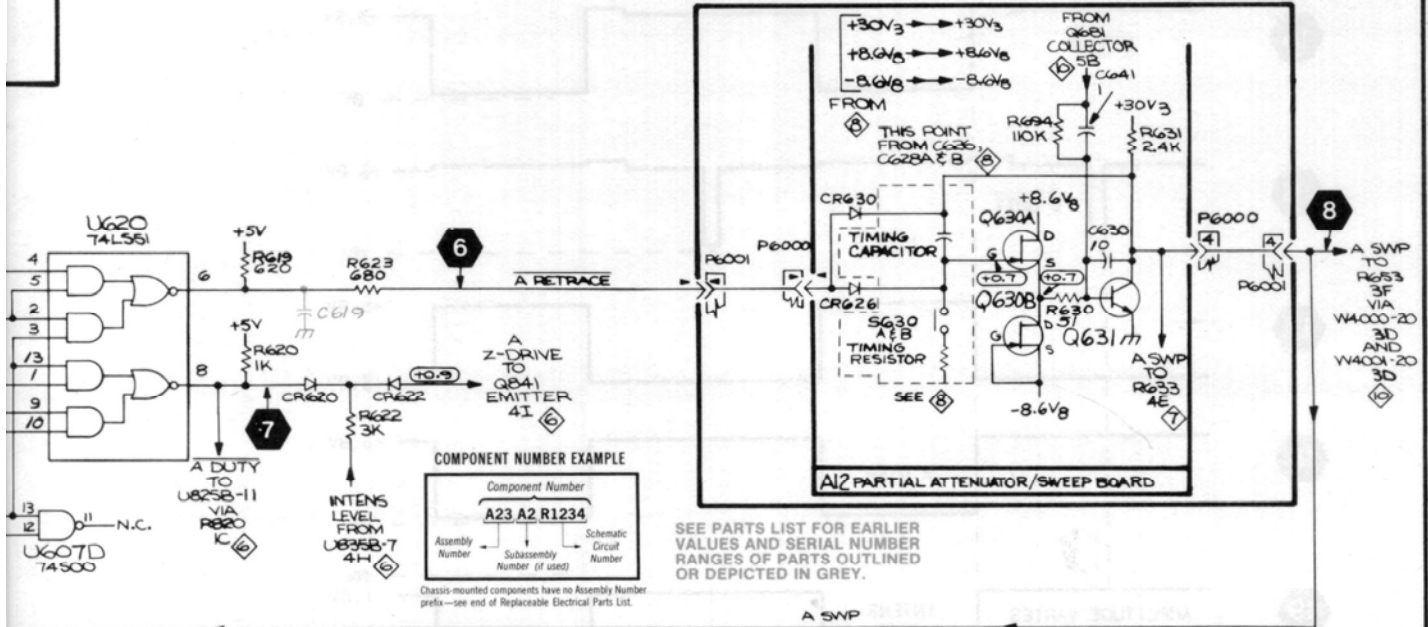 +30V3 +30V3
+8.6V8 +8.6V8
-8.6V8 -8.6V8
FROM
8
FROM
Q681
COLLECTOR
5B
10
C641
+30V3
R694
110K
R631
2.4K
THIS POINT
FROM C626,
C628A & B
8
CR630
TIMING
CAPACITOR
+8.6V8
Q630A
D
G
S
+0.7
+0.7
C630
10
Q630B
R630
51
D
G
S
Q631
-8.6V8
CR626
S630
A & B
TIMING
RESISTOR
SEE 8
A SWP
TO
R633
4E
7
P6000
4
4
P6001
8
A SWP
TO
R653
3F
VIA
W4000-20
3D
AND
W4001-20
3D
10
A12 PARTIAL ATTENUATOR/SWEEP BOARD
U620
74LS51
4
5
2
3
13
1
9
10
6
8
+5V
R619
620
C619
R623
680
6
A RETRACE
P6001
P6000
+5V
R620
1K
7
CR620
CR622
+0.9
R622
3K
A
Z-DRIVE
TO
Q841
EMITTER
4I
6
A DUTY
TO
U825B-11
VIA
R820
1C
6
INTENS
LEVEL
FROM
U835B-7
4H
6
13
12
11
N.C.
U607D
74S00
COMPONENT NUMBER EXAMPLE
Component Number
A23 A2 R1234
Assembly
Number
Subassembly
Number (if used)
Schematic
Circuit
Number
Chassis-mounted components have no Assembly Number
prefix—see end of Replaceable Electrical Parts List.
SEE PARTS LIST FOR EARLIER
VALUES AND SERIAL NUMBER
RANGES OF PARTS OUTLINED
OR DEPICTED IN GREY.
A SWP